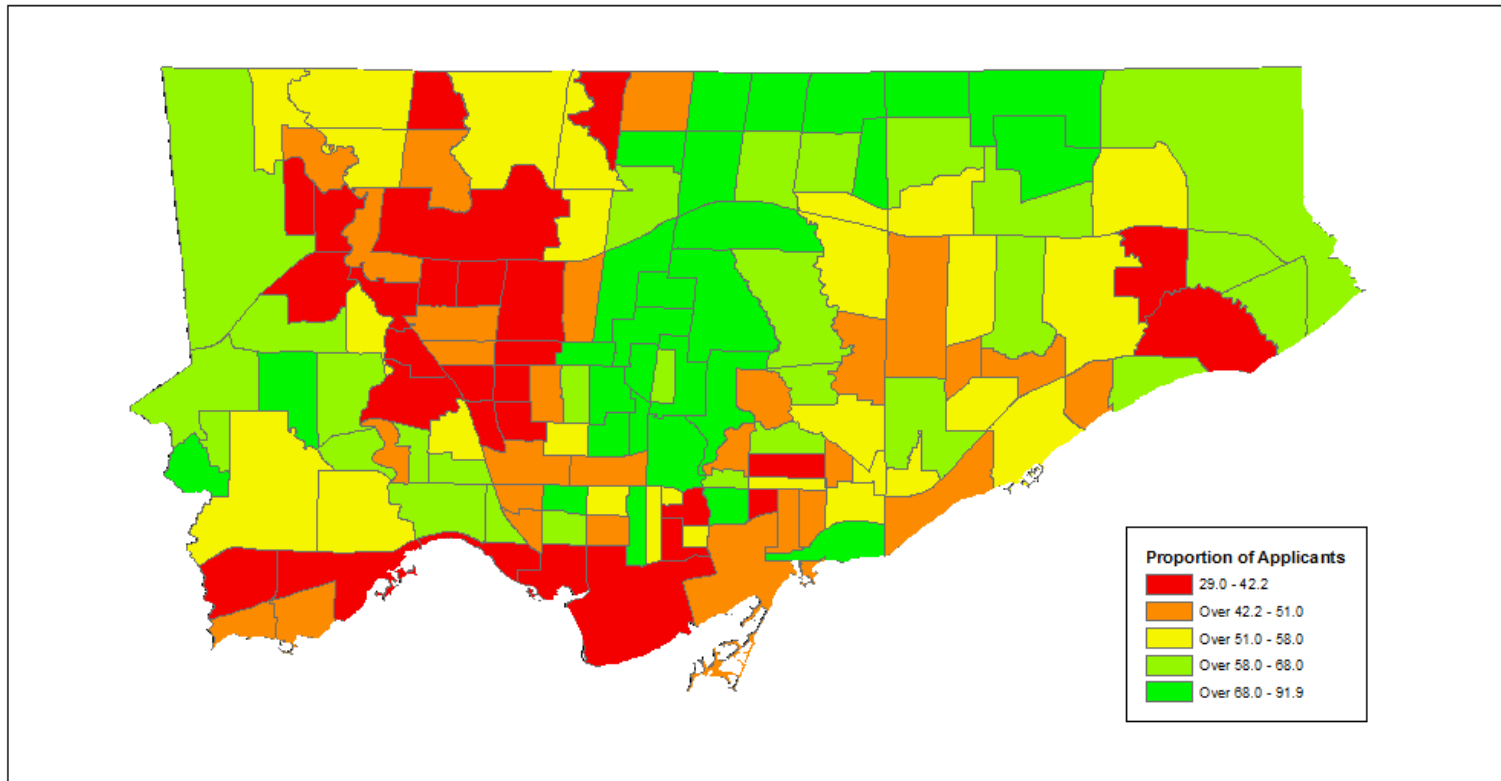 Proportion of Applicants
29.0 - 42.2
Over 42.2 - 51.0
Over 51.0 - 58.0
Over 58.0 - 68.0
Over 68.0 - 91.9